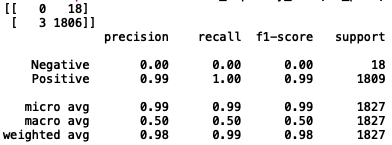 [[ 0 18]
[ 3 1806]]
precision recall f1-score support
Negative 0.00 0.00 0.00 18
Positive 0.99 1.00 0.99 1809
micro avg 0.99 0.99 0.99 1827
macro avg 0.50 0.50 0.50 1827
weighted avg 0.98 0.99 0.98 1827